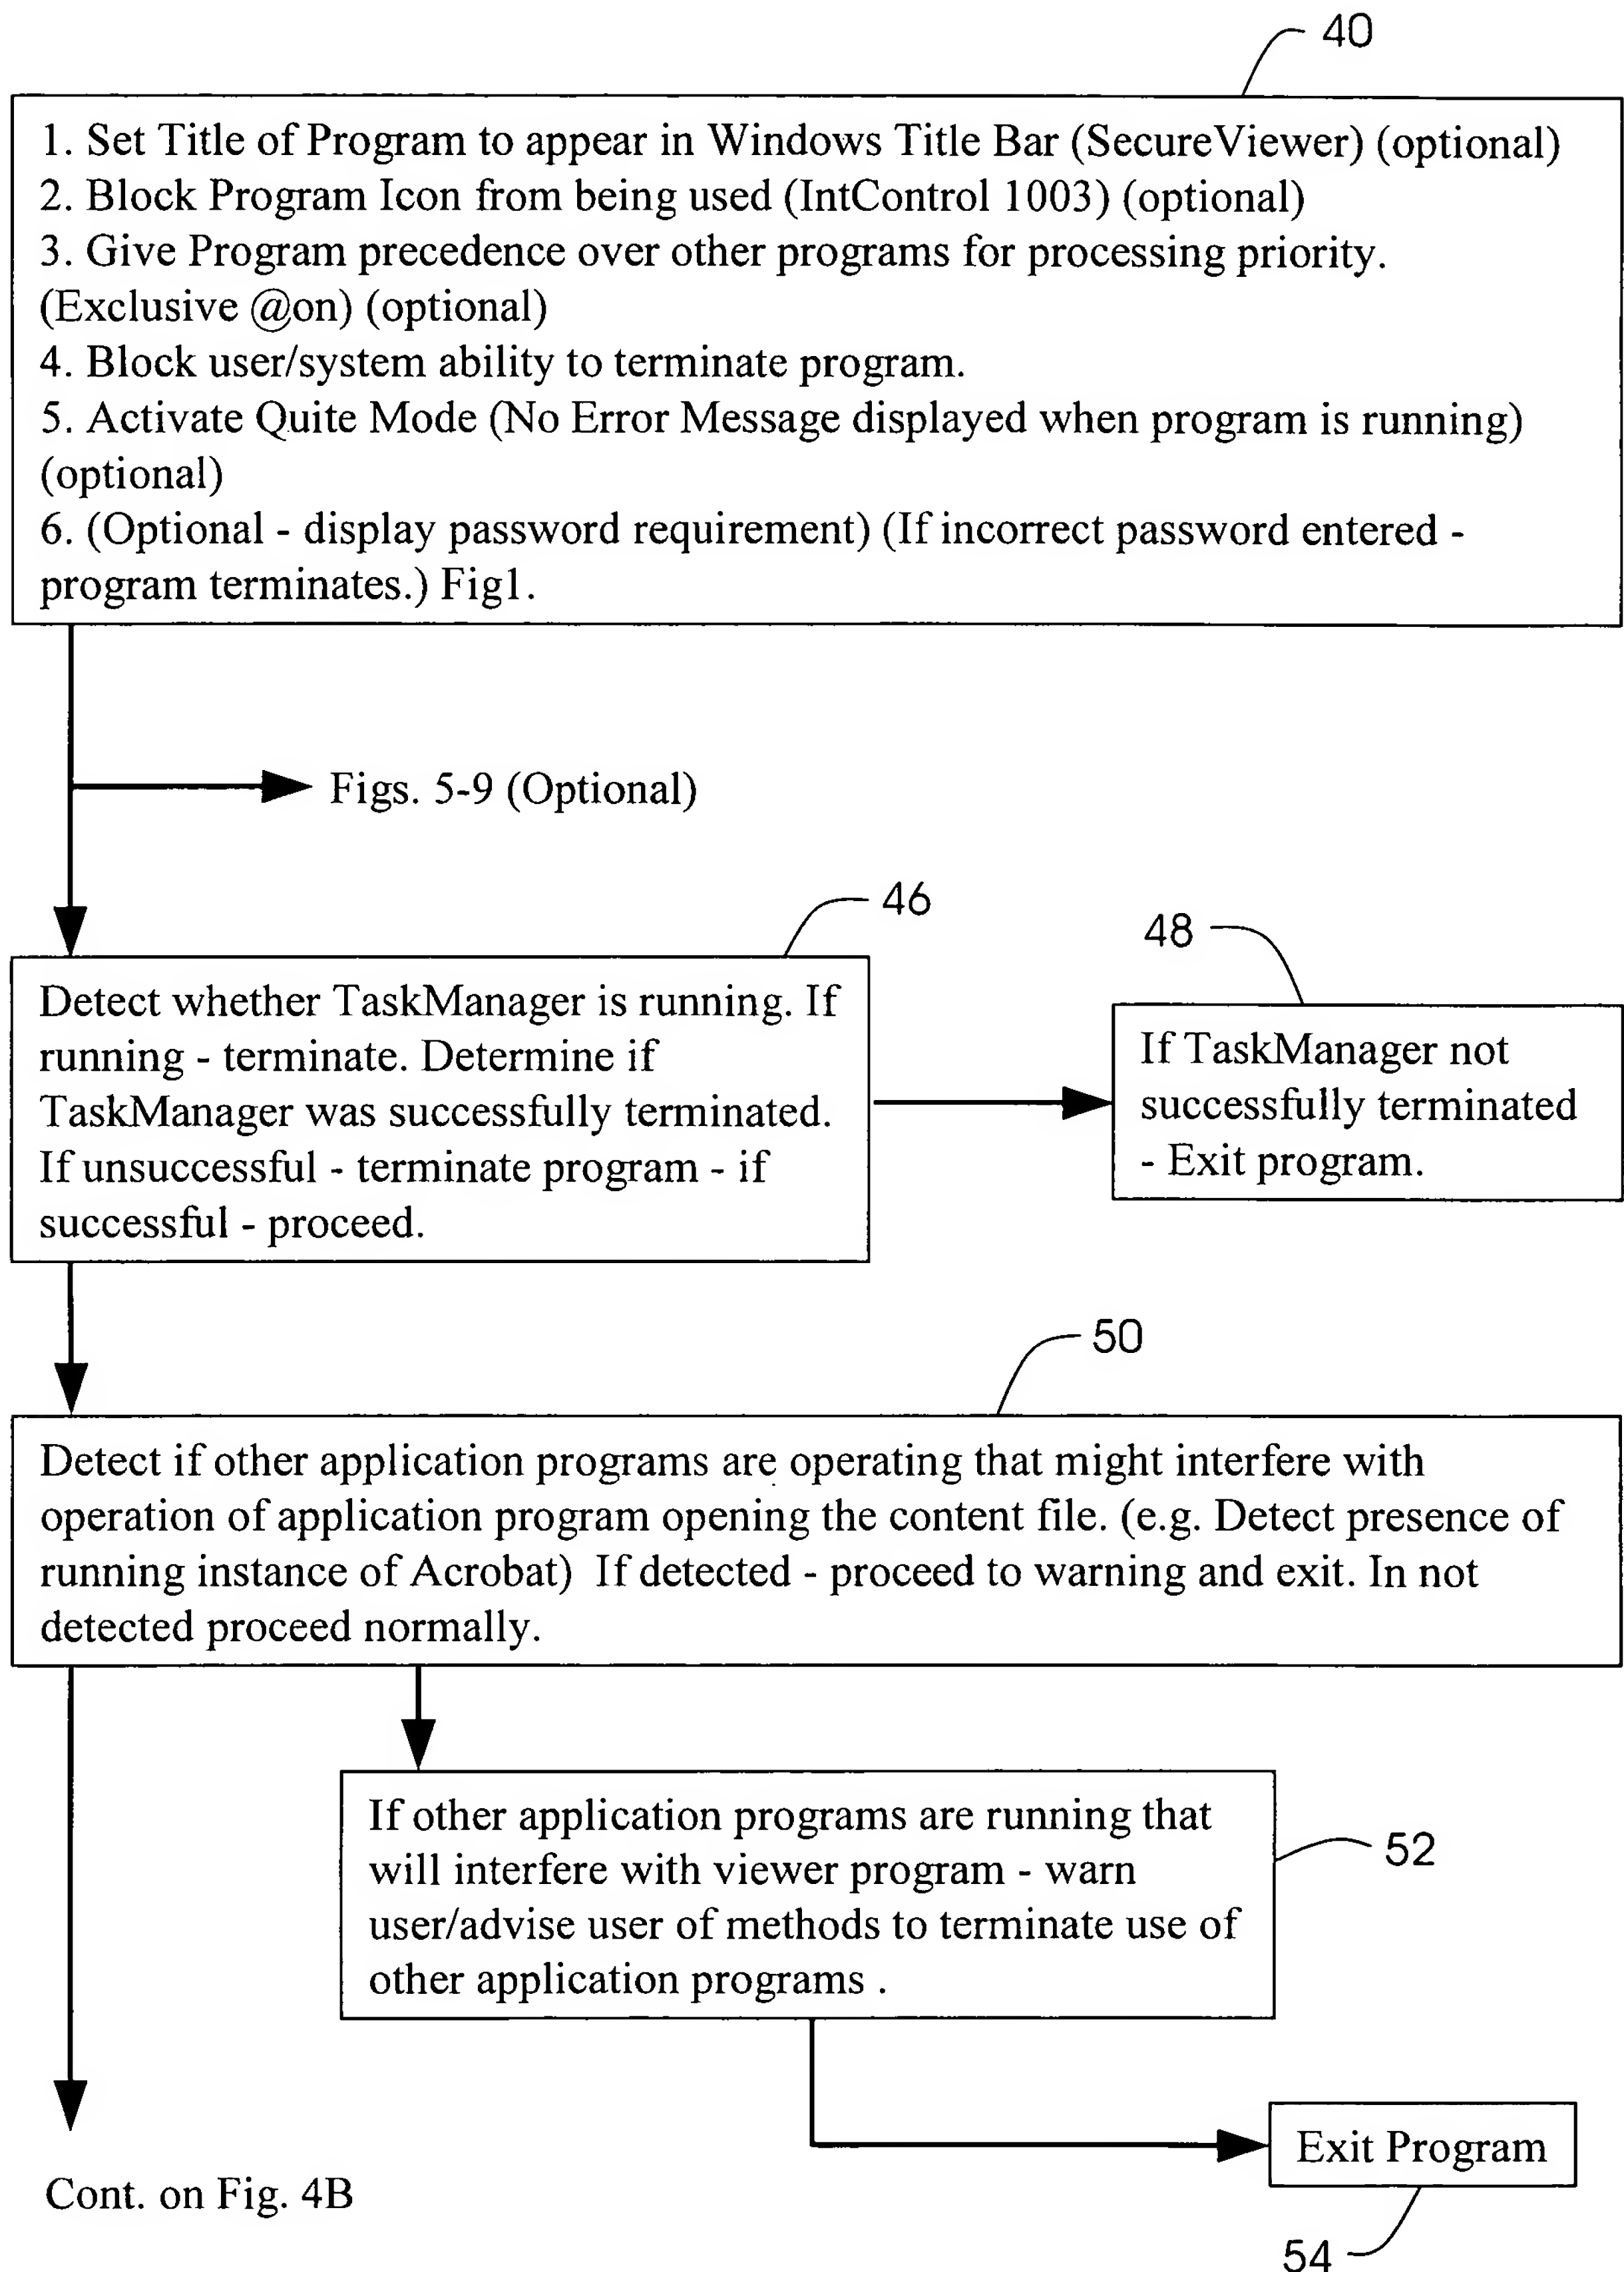 40
1. Set Title of Program to appear in Windows Title Bar (SecureViewer) (optional)
2. Block Program Icon from being used (IntControl 1003) (optional)
3. Give Program precedence over other programs for processing priority.
(Exclusive @on) (optional)
4. Block user/system ability to terminate program.
5. Activate Quite Mode (No Error Message displayed when program is running)
(optional)
6. (Optional - display password requirement) (If incorrect password entered -
program terminates.) Fig1.
Figs. 5-9 (Optional)
46
Detect whether TaskManager is running. If
running - terminate. Determine if
TaskManager was successfully terminated.
If unsuccessful - terminate program - if
successful - proceed.
48
If TaskManager not
successfully terminated
- Exit program.
50
Detect if other application programs are operating that might interfere with
operation of application program opening the content file. (e.g. Detect presence of
running instance of Acrobat)  If detected - proceed to warning and exit. In not
detected proceed normally.
If other application programs are running that
will interfere with viewer program - warn
user/advise user of methods to terminate use of
other application programs .
52
Exit Program
54
Cont. on Fig. 4B